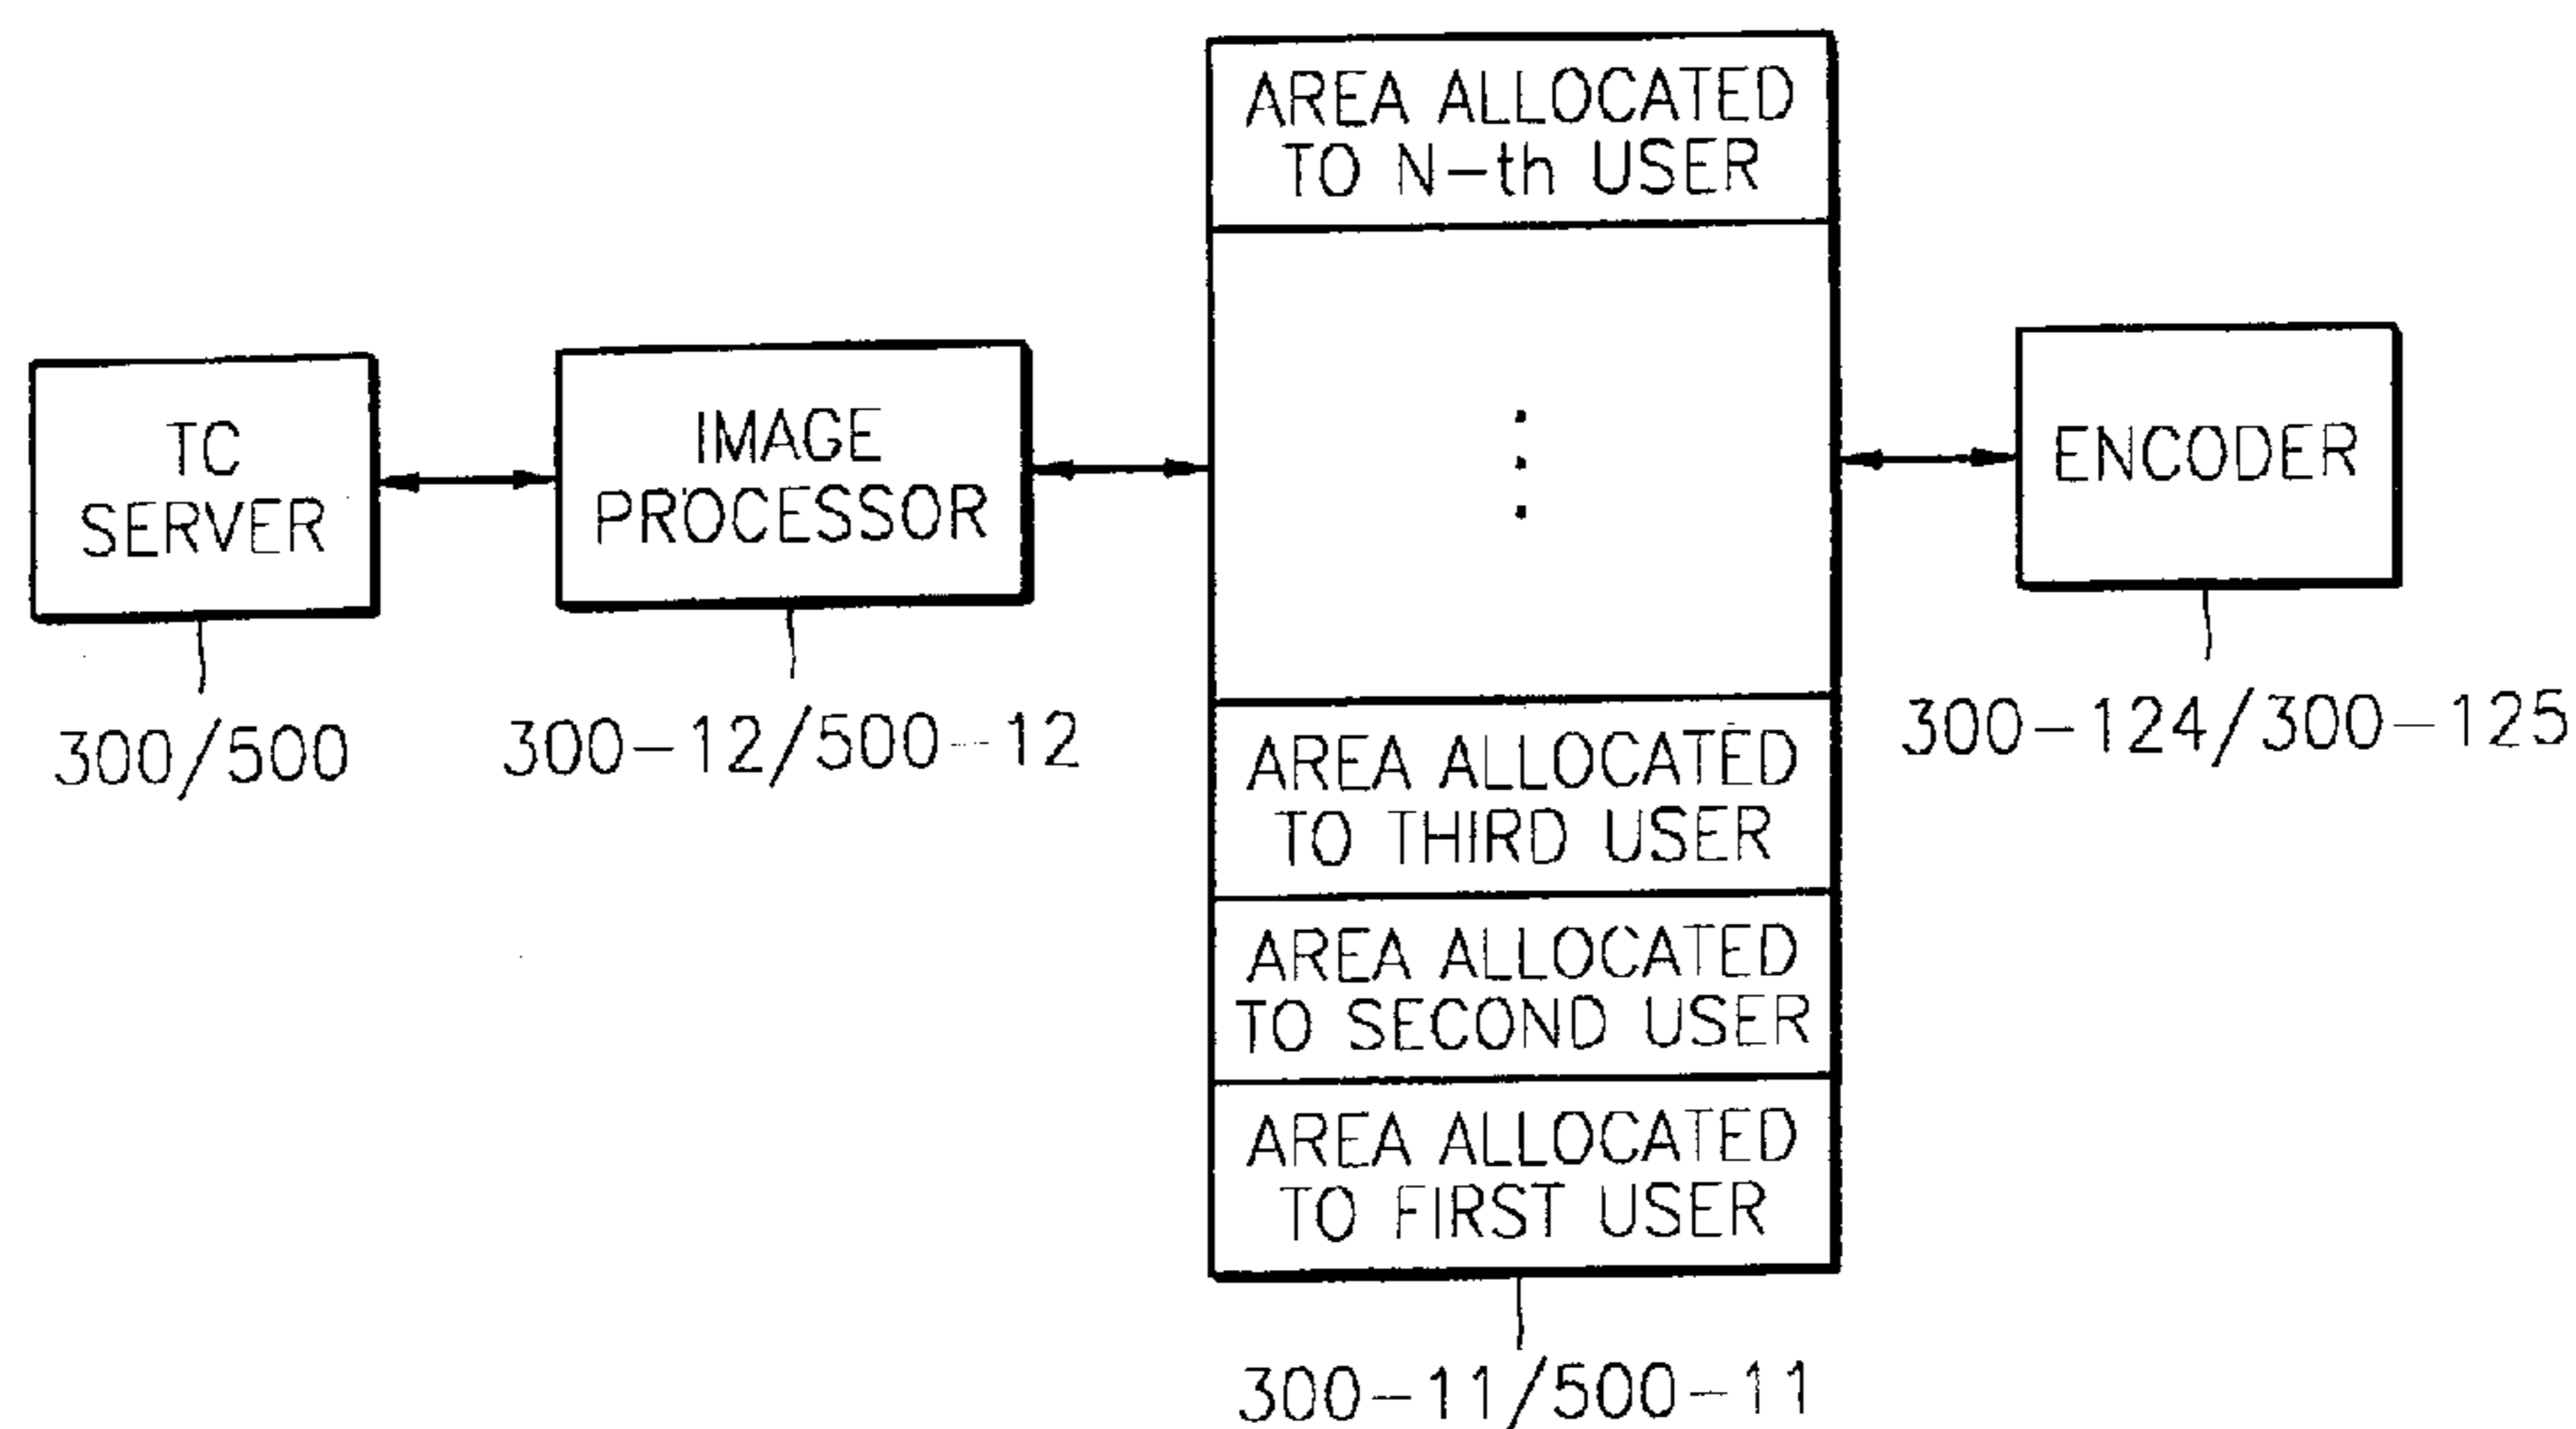 AREA ALLOCATED
TO N-th USER
TC
SERVER
IMAGE
PROCESSOR
ENCODER
300/500
300-12/500-12
300-124/300-125
AREA ALLOCATED
TO THIRD USER
AREA ALLOCATED
TO SECOND USER
AREA ALLOCATED
TO FIRST USER
300-11/500-11